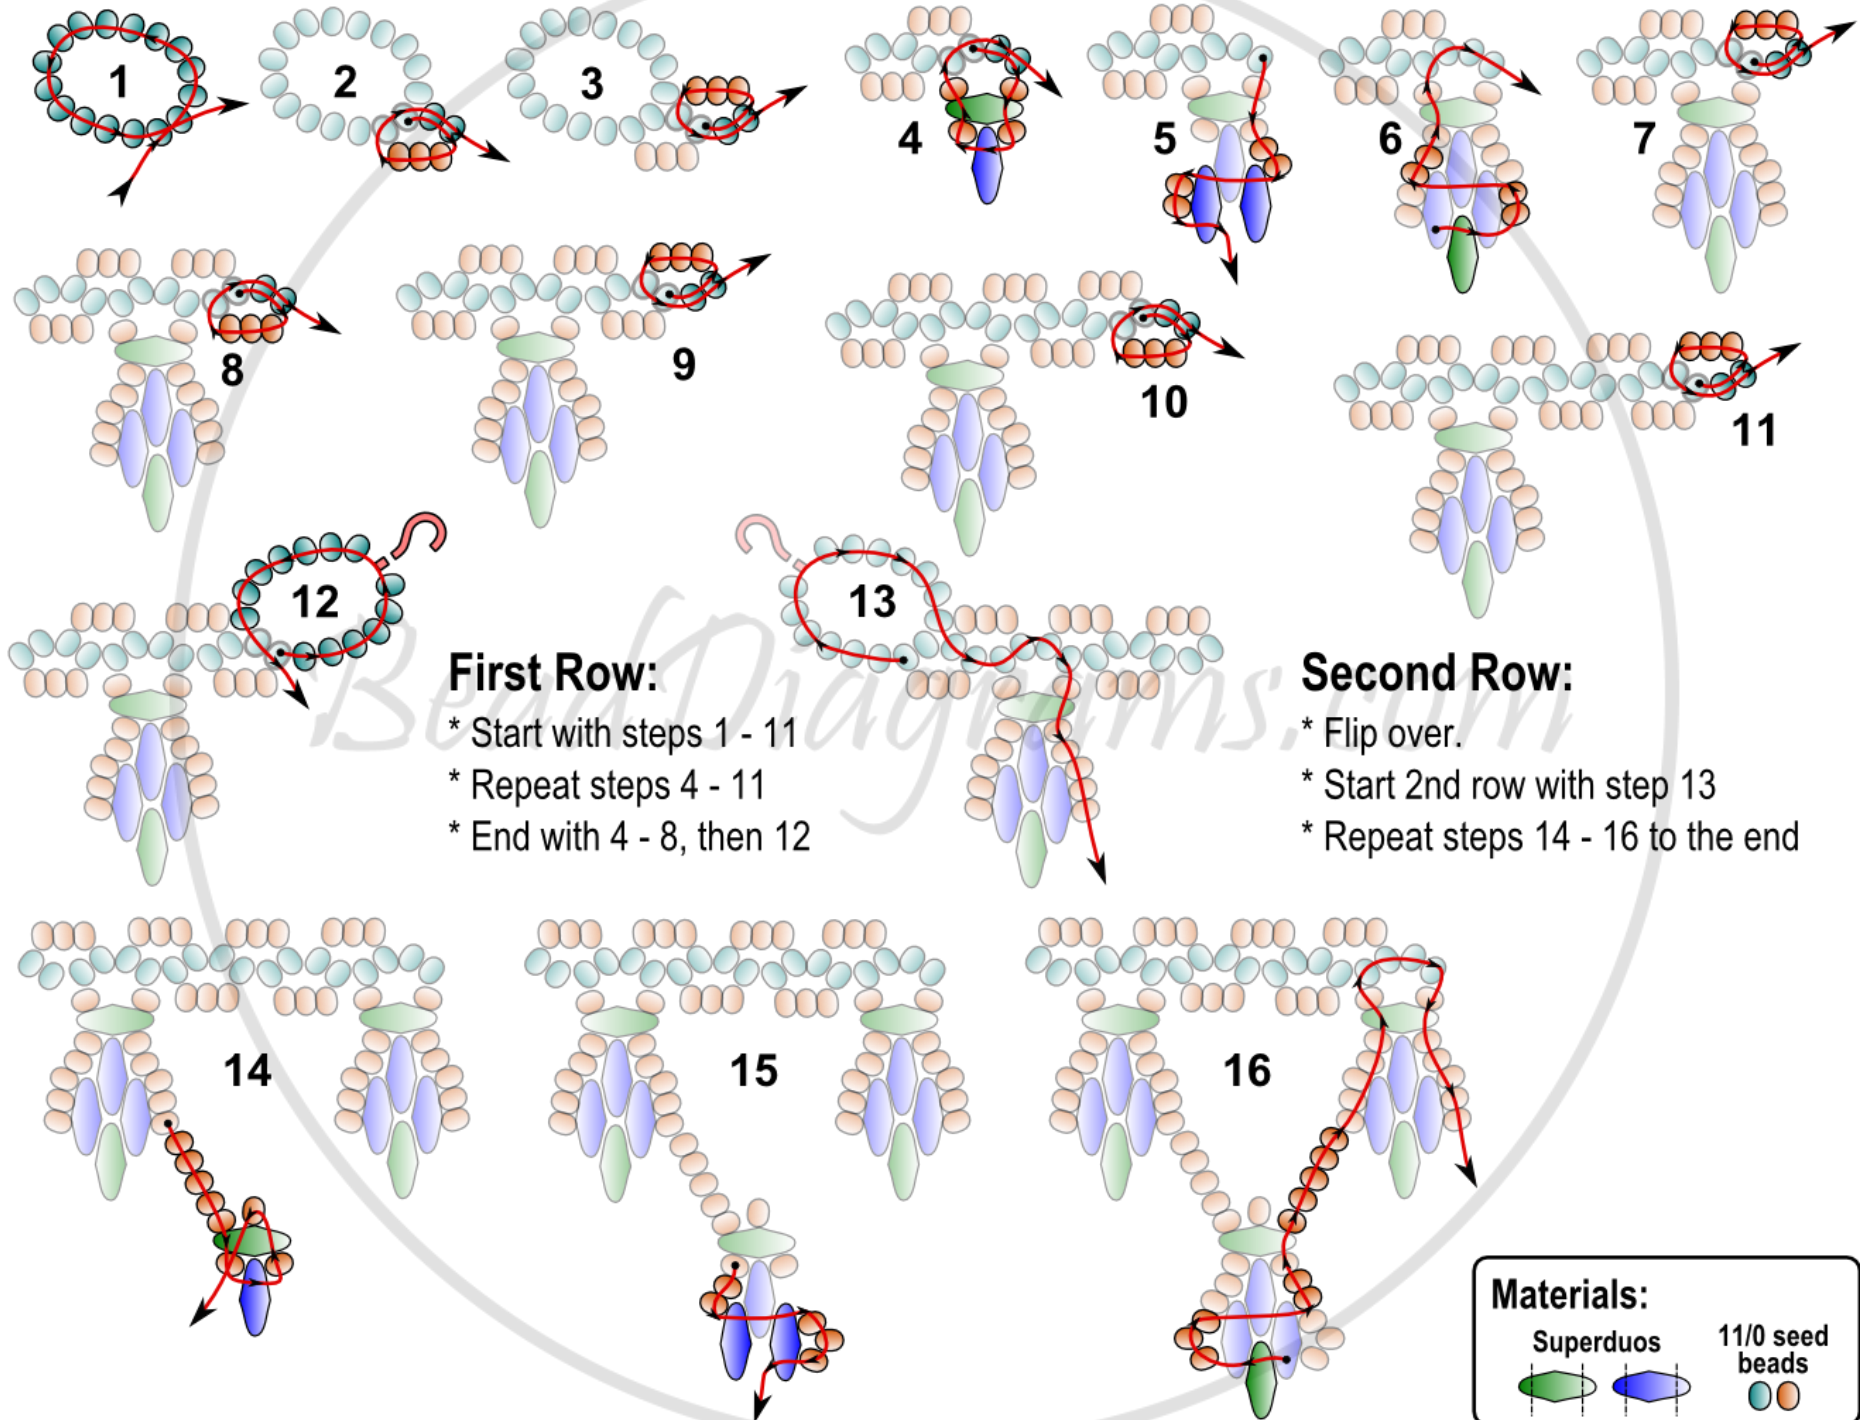 1
2
3
4
5
6
7
8
9
10
11
12
13
First Row:
* Start with steps 1 - 11
* Repeat steps 4 - 11
* End with 4 - 8, then 12
Second Row:
* Flip over.
* Start 2nd row with step 13
* Repeat steps 14 - 16 to the end
BeadDiagrams.com
14
15
16
Materials:
Superduos
11/0 seed
beads